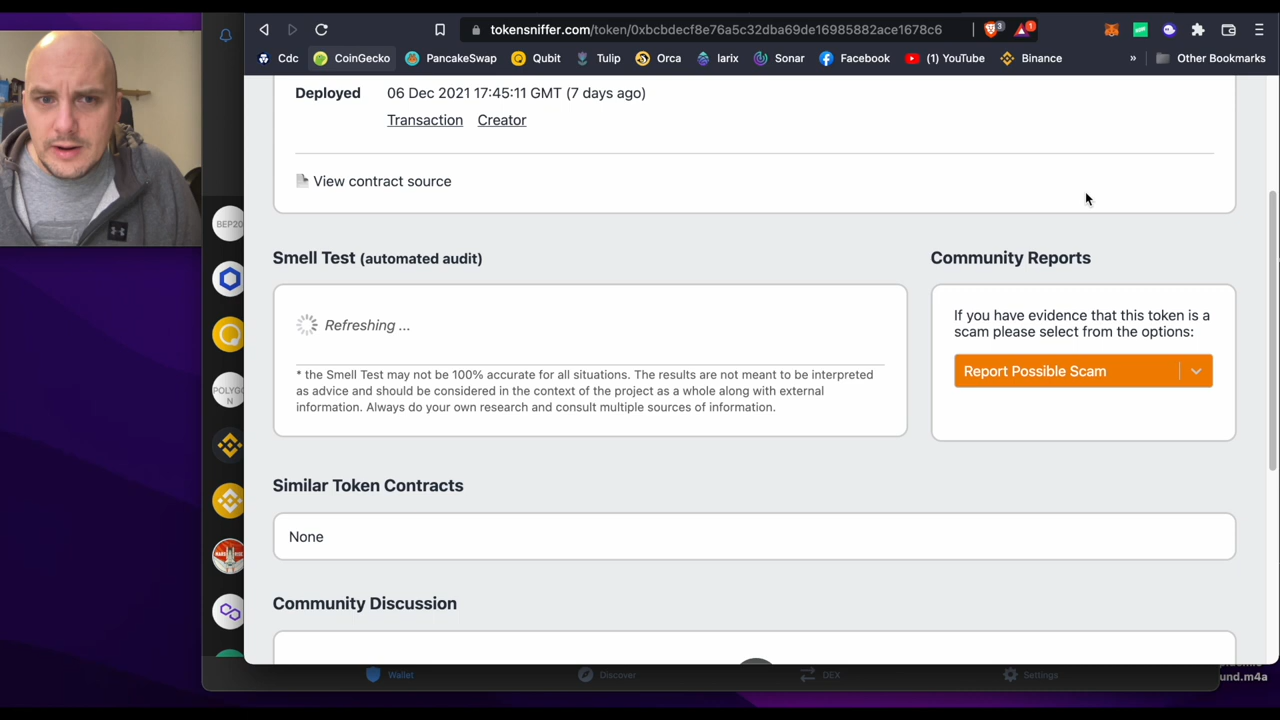 tokensniffer.com/token/0xbcbdecf8e76a5c32dba69de16985882ace1678c6
3
1
Cdc
CoinGecko
PancakeSwap
Qubit
Tulip
Orca
larix
Sonar
Facebook
(1) YouTube
Binance
»
Other Bookmarks
Deployed 06 Dec 2021 17:45:11 GMT (7 days ago)
Transaction Creator
View contract source
BEP20
Smell Test (automated audit)
Community Reports
Refreshing ...
* the Smell Test may not be 100% accurate for all situations. The results are not meant to be interpreted
as advice and should be considered in the context of the project as a whole along with external
information. Always do your own research and consult multiple sources of information.
If you have evidence that this token is a
scam please select from the options:
Report Possible Scam
POLYGO
N
Similar Token Contracts
None
Community Discussion
Wallet
Discover
DEX
Settings
und.m4a